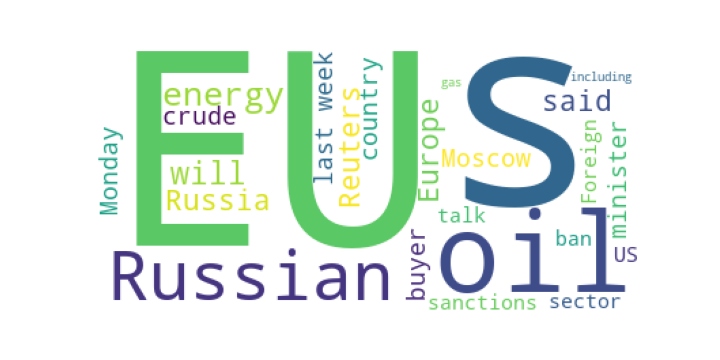 EU
S
including
gas
energy
said
crude
last week
Reuters
country
Europe
Moscow
Foreign
minister
Monday
will
Russia
talk
oil
ban
US
Russian
buyer
sanctions
sector